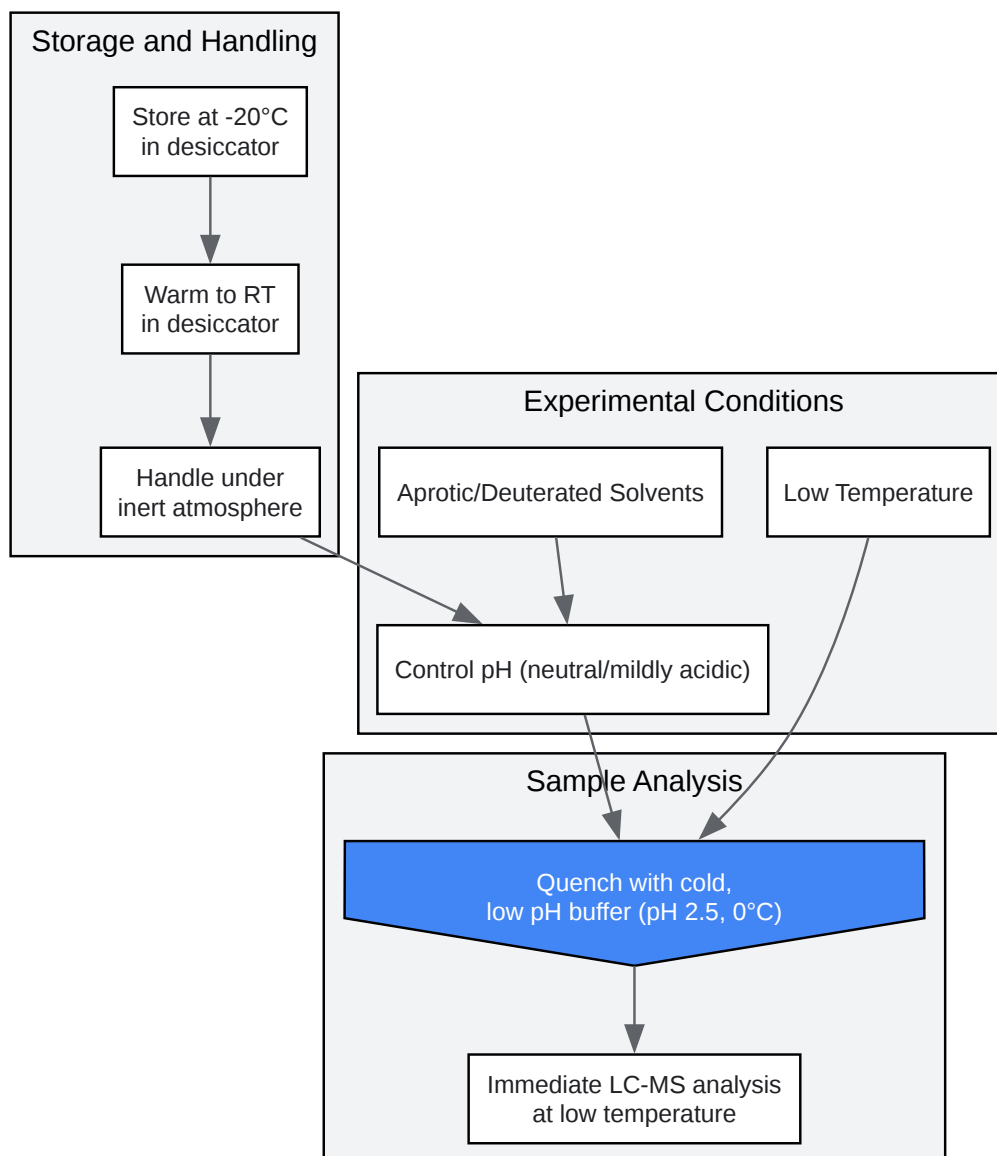 Storage and Handling
Store at -20°C
in desiccator
Warm to RT
in desiccator
Handle under
inert atmosphere
Experimental Conditions
Aprotic/Deuterated Solvents
Low Temperature
Control pH (neutral/mildly acidic)
Sample Analysis
Quench with cold,
low pH buffer (pH 2.5, 0°C)
Immediate LC-MS analysis
at low temperature